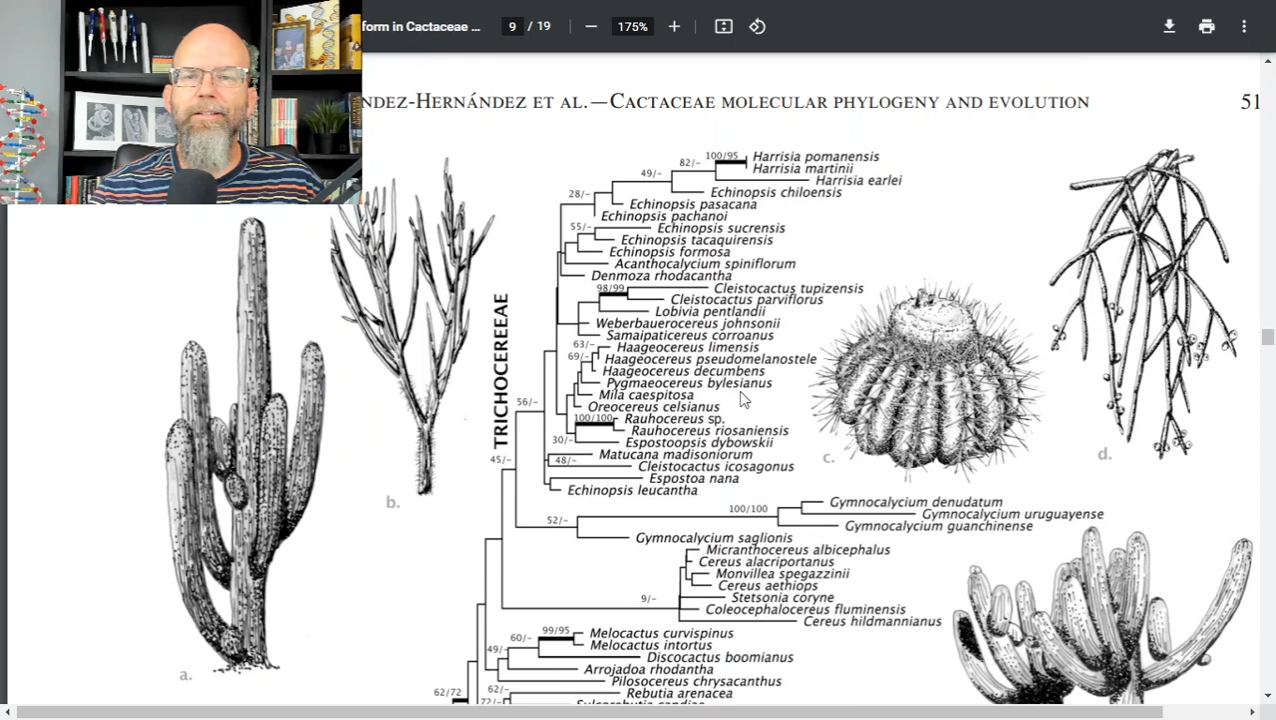 form in Cactaceae ...
9 / 19
175%
NDEZ-HERNÁNDEZ ET AL.—CACTACEAE MOLECULAR PHYLOGENY AND EVOLUTION
51
100/95
Harrisia pomanensis
82/-
Harrisia martinii
49/-
Harrisia earlei
28/-
Echinopsis chiloensis
Echinopsis pasacana
Echinopsis pachanoi
55/-
Echinopsis sucrensis
Echinopsis tacaquirensis
Echinopsis formosa
Acanthocalycium spiniflorum
Denmoza rhodacantha
98/99
Cleistocactus tupizensis
Cleistocactus parviflorus
Lobivia pentlandii
Weberbauerocereus johnsonii
Samaipaticereus corroanus
63/-
Haageocereus limensis
69/-
Haageocereus pseudomelanostele
Haageocereus decumbens
Pygmaeocereus bylesianus
Mila caespitosa
Oreocereus celsianus
TRICHOCEREEAE
56/-
100/100
Rauhocereus sp.
Rauhocereus riosaniensis
30/-
Espostoopsis dybowskii
Matucana madisoniorum
45/-
48/-
Cleistocactus icosagonus
Espostoa nana
Echinopsis leucantha
a.
b.
c.
d.
100/100
Gymnocalycium denudatum
52/-
Gymnocalycium uruguayense
Gymnocalycium guanchinense
Gymnocalycium saglionis
Micranthocereus albicephalus
Cereus alacriportanus
Monvillea spegazzinii
Cereus aethiops
9/-
Stetsonia coryne
Coleocephalocereus fluminensis
Cereus hildmannianus
99/95
Melocactus curvispinus
60/-
Melocactus intortus
49/-
Discocactus boomianus
Arrojadoa rhodantha
Pilosocereus chrysacanthus
62/72
62/-
Rebutia arenacea
72/-